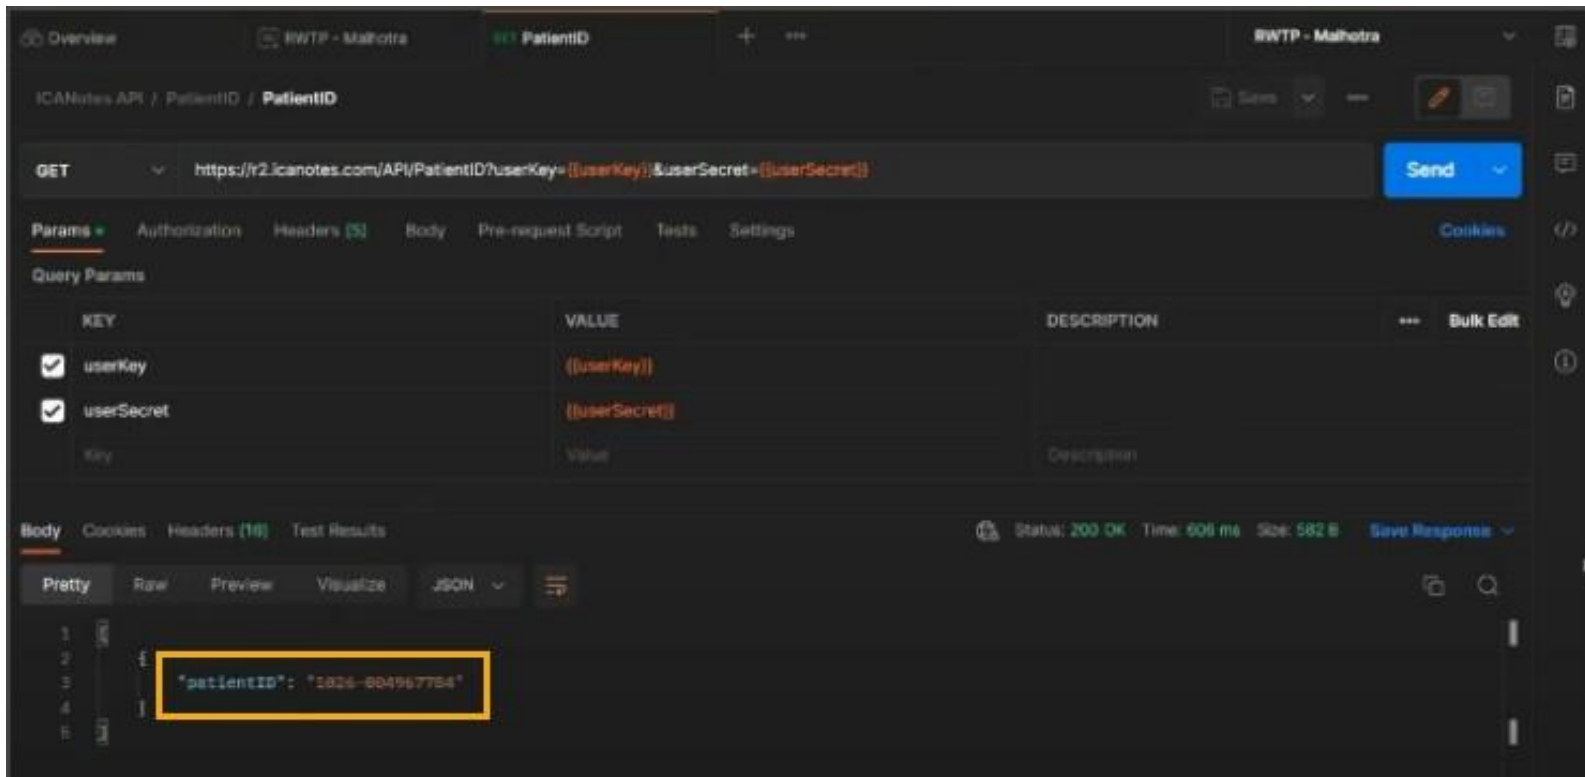 Overview RWTP - Malhotra GET PatientID + ••• RWTP - Malhotra
ICANotes API / PatientID / PatientID Save •••
GET https://r2.icanotes.com/API/PatientID?userKey={{userKey}}&userSecret={{userSecret}} Send
Params Authorization Headers (5) Body Pre-request Script Tests Settings Cookies
Query Params
KEY VALUE DESCRIPTION ••• Bulk Edit
userKey {{userKey}}
userSecret {{userSecret}}
Key Value Description
Body Cookies Headers (16) Test Results Status: 200 OK Time: 606 ms Size: 582 B Save Response
Pretty Raw Preview Visualize JSON
1 [
2 {
3 "patientID": "1026-004967784"
4 }
5 ]